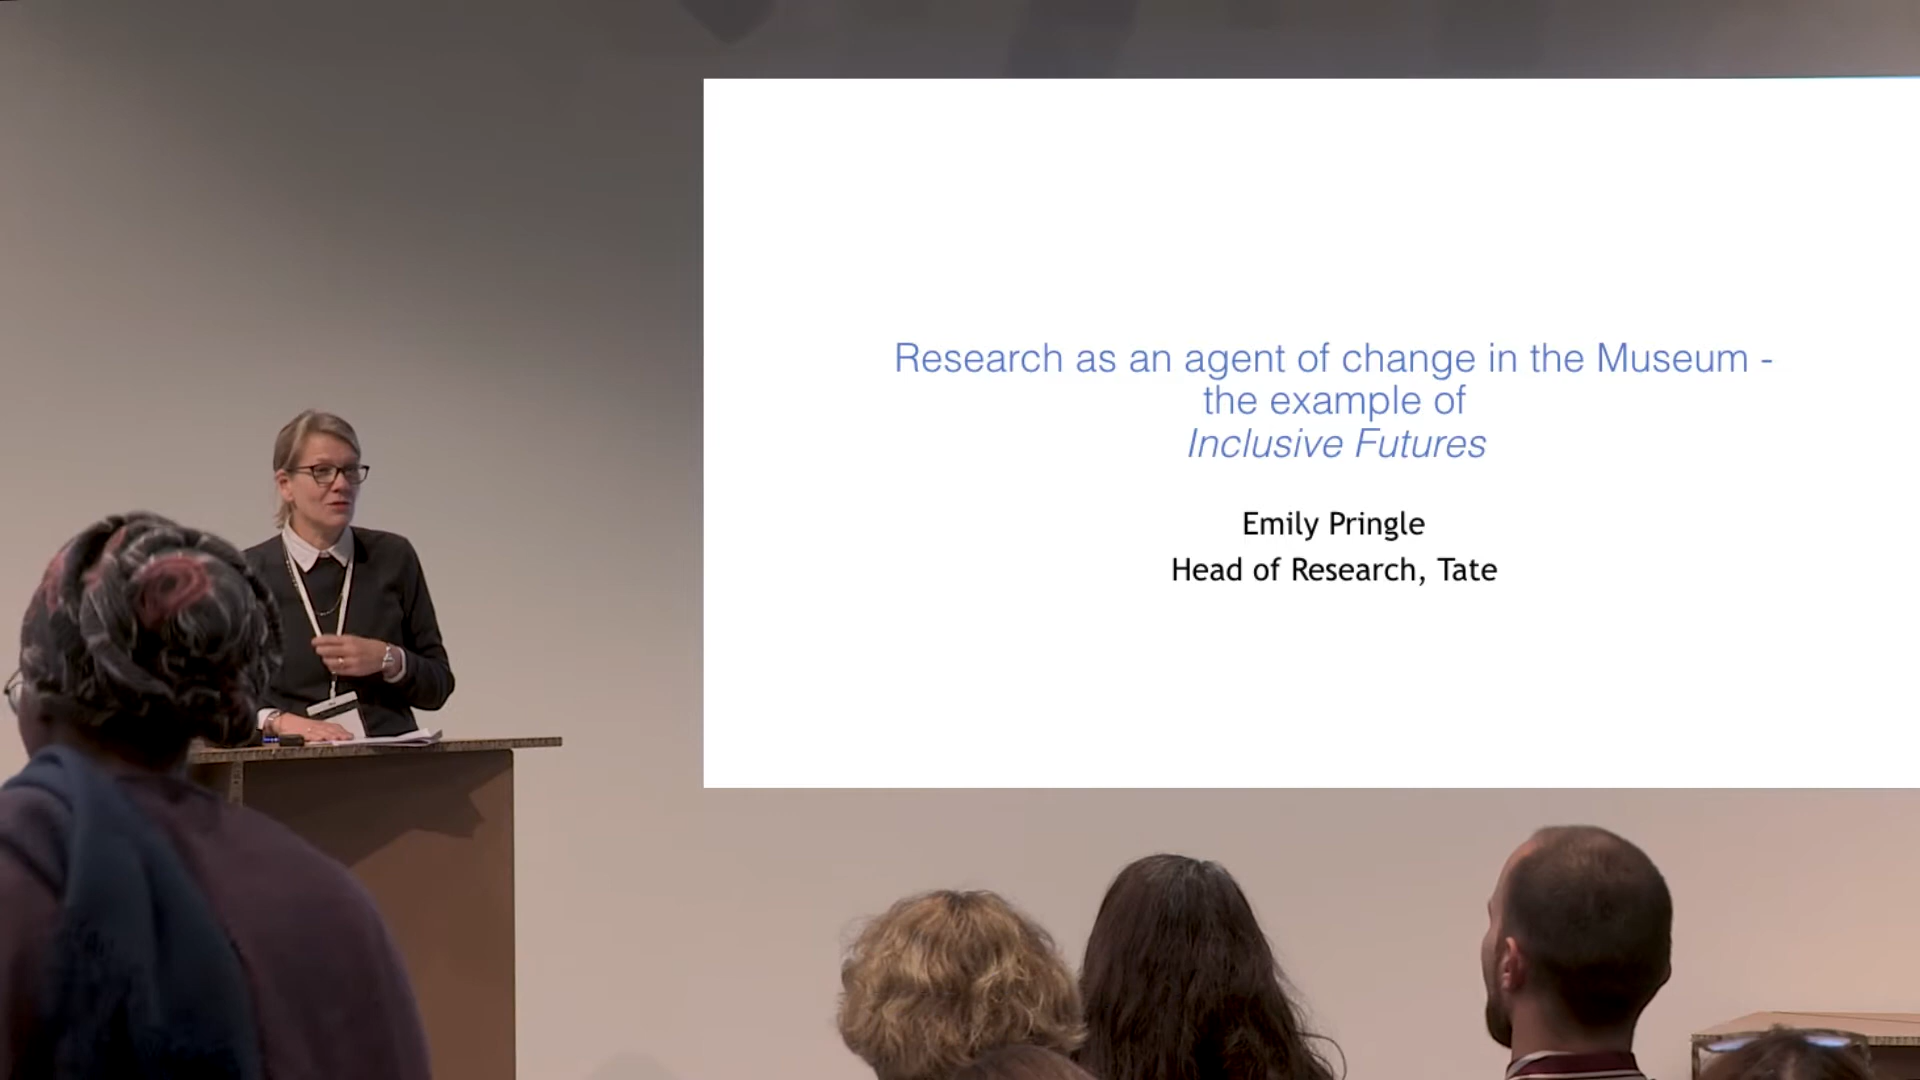 Research as an agent of change in the Museum -
the example of
Inclusive Futures
Emily Pringle
Head of Research, Tate